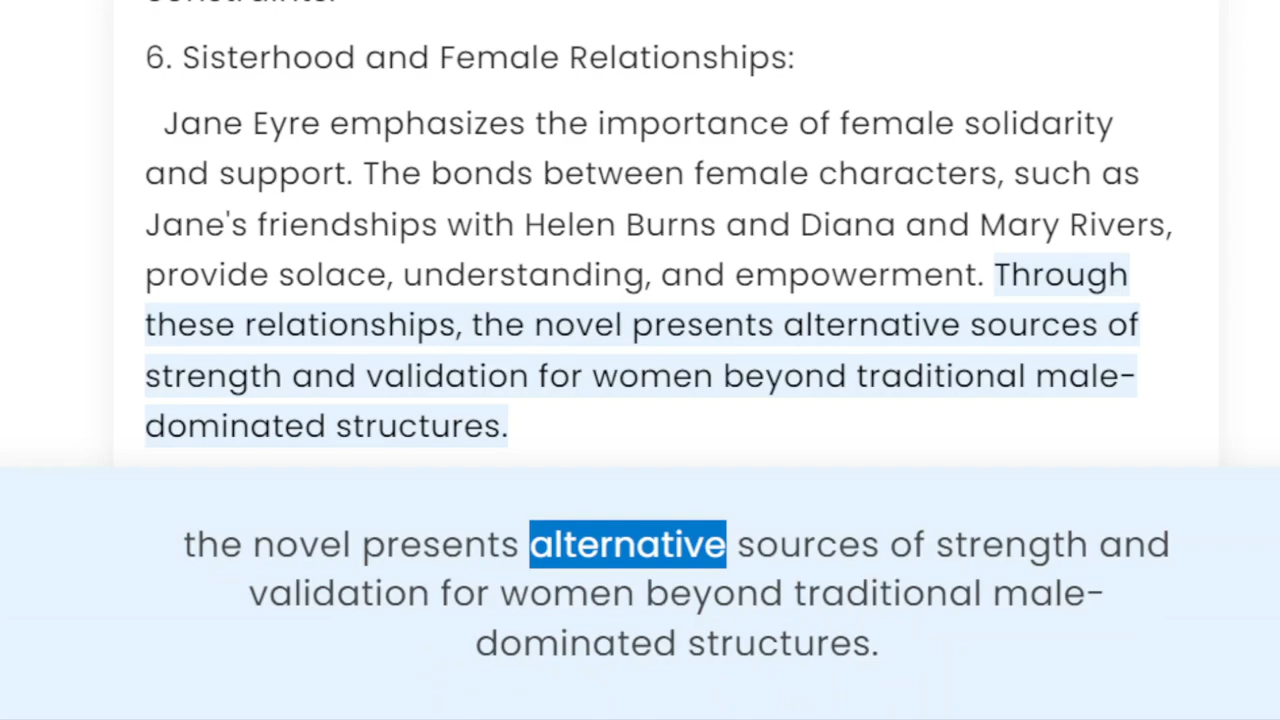 6. Sisterhood and Female Relationships:
Jane Eyre emphasizes the importance of female solidarity
and support. The bonds between female characters, such as
Jane's friendships with Helen Burns and Diana and Mary Rivers,
provide solace, understanding, and empowerment. Through
these relationships, the novel presents alternative sources of
strength and validation for women beyond traditional male-
dominated structures.
the novel presents alternative sources of strength and
validation for women beyond traditional male-
dominated structures.